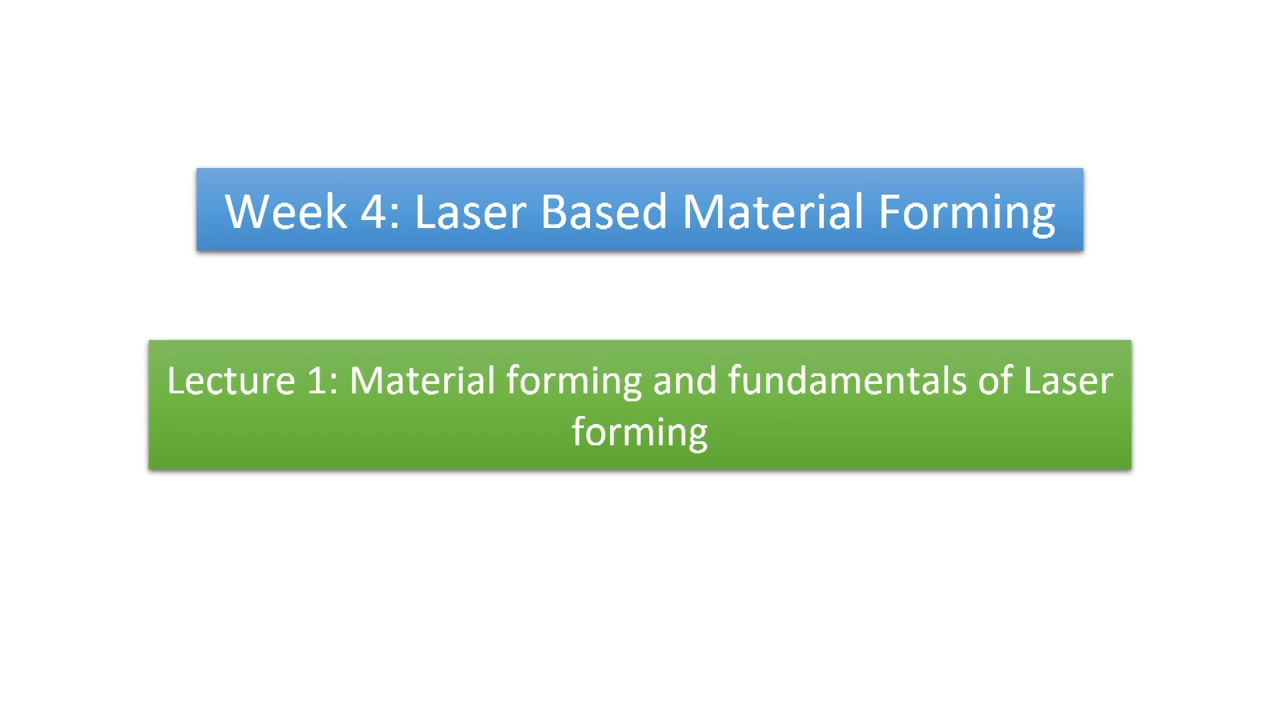 Week 4: Laser Based Material Forming
Lecture 1: Material forming and fundamentals of Laser
forming